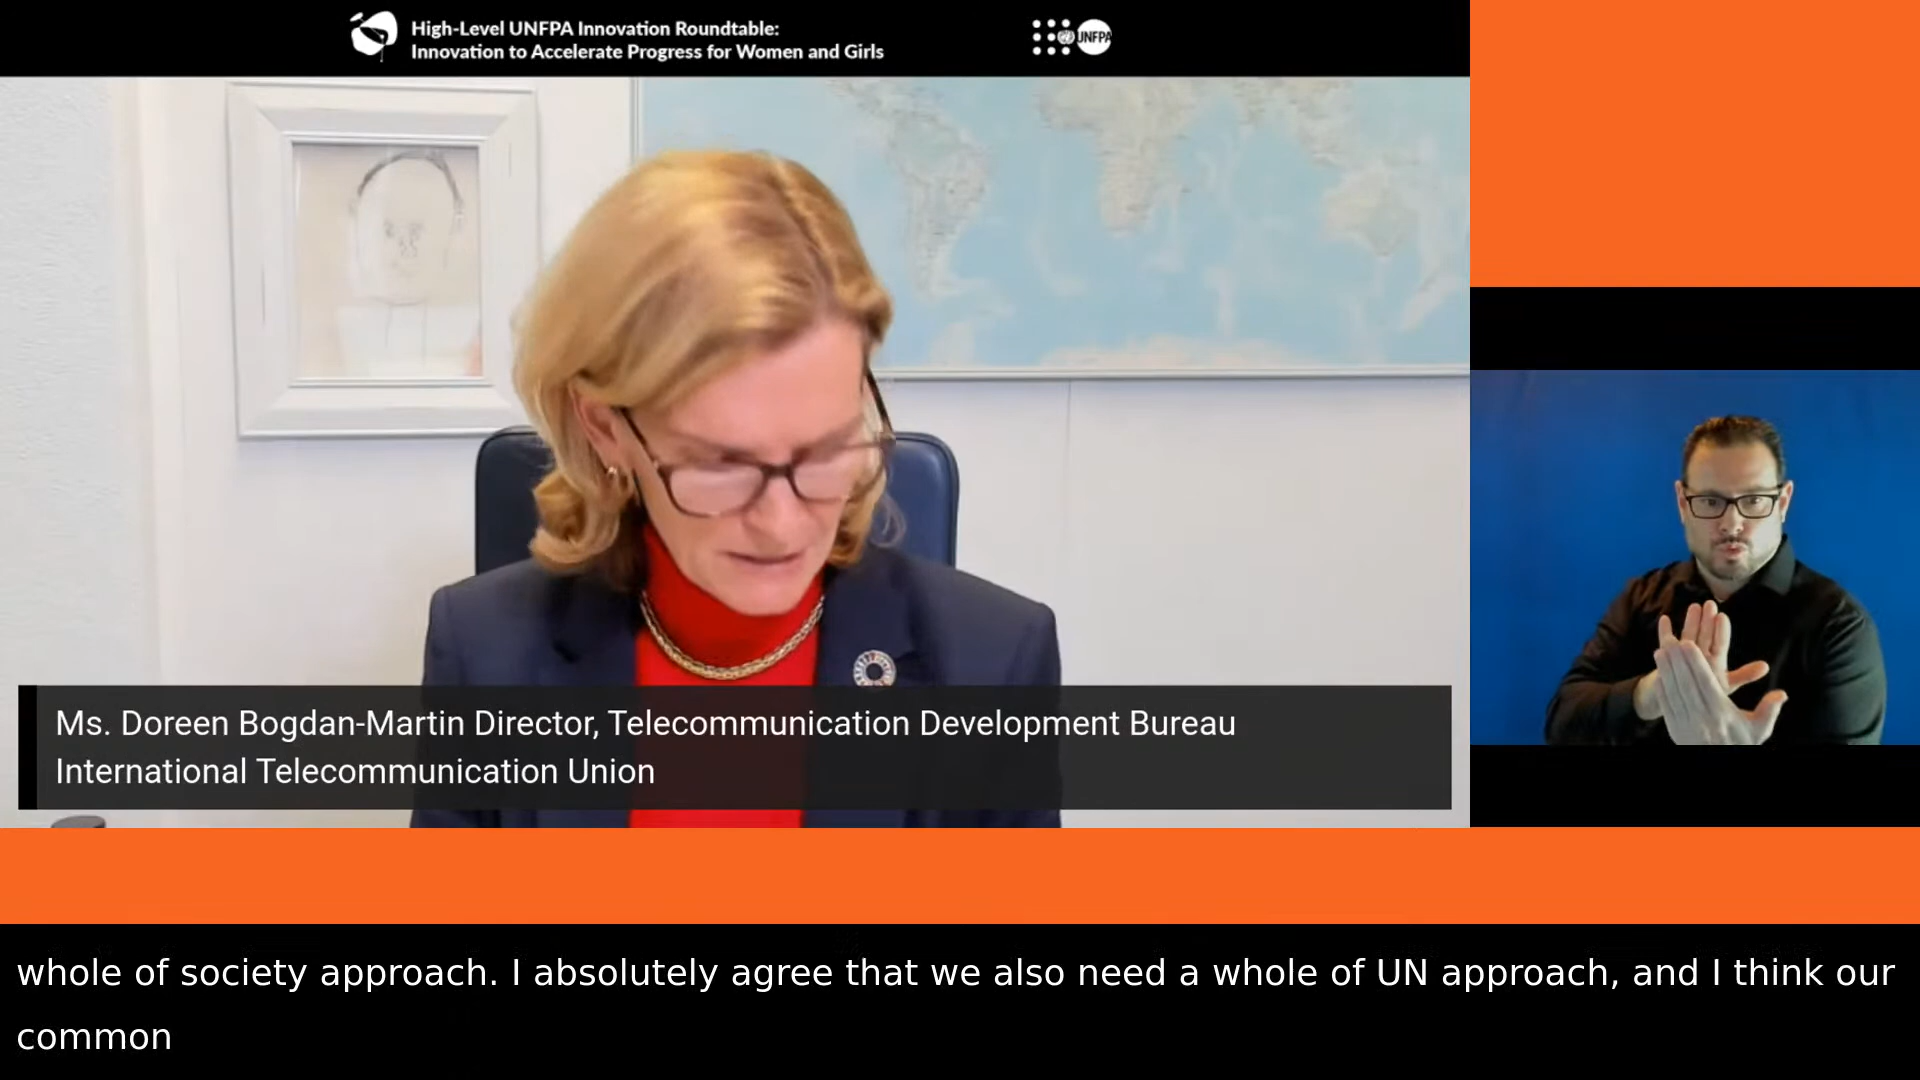 High-Level UNFPA Innovation Roundtable:
Innovation to Accelerate Progress for Women and Girls
UNFPA
Ms. Doreen Bogdan-Martin Director, Telecommunication Development Bureau
International Telecommunication Union
whole of society approach. I absolutely agree that we also need a whole of UN approach, and I think our
common